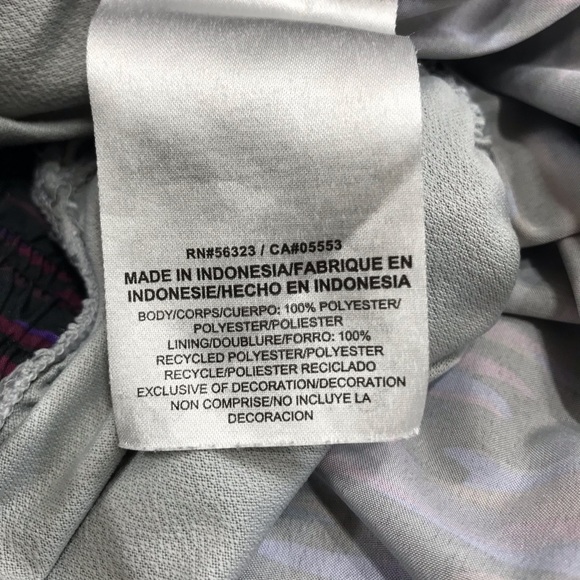 RN#56323 / CA#05553
MADE IN INDONESIA/FABRIQUE EN
INDONESIE/HECHO EN INDONESIA
BODY/CORPS/CUERPO: 100% POLYESTER/
POLYESTER/POLIESTER
LINING/DOUBLURE/FORRO: 100%
RECYCLED POLYESTER/POLYESTER
RECYCLE/POLIESTER RECICLADO
EXCLUSIVE OF DECORATION/DECORATION
NON COMPRISE/NO INCLUYE LA
DECORACION